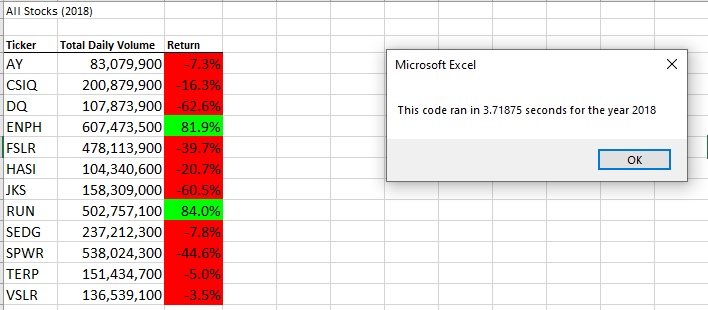 All Stocks (2018)
Ticker Total Daily Volume Return
AY 83,079,900 -7.3%
CSIQ 200,879,900 -16.3%
DQ 107,873,900 -62.6%
ENPH 607,473,500 81.9%
FSLR 478,113,900 -39.7%
HASI 104,340,600 -20.7%
JKS 158,309,000 -60.5%
RUN 502,757,100 84.0%
SEDG 237,212,300 -7.8%
SPWR 538,024,300 -44.6%
TERP 151,434,700 -5.0%
VSLR 136,539,100 -3.5%
Microsoft Excel
This code ran in 3.71875 seconds for the year 2018
OK